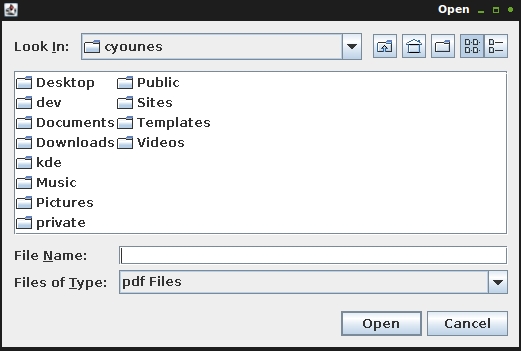 Open
Look In: cyounes
Desktop Public
dev Sites
Documents Templates
Downloads Videos
kde
Music
Pictures
private
File Name:
Files of Type: pdf Files
Open Cancel